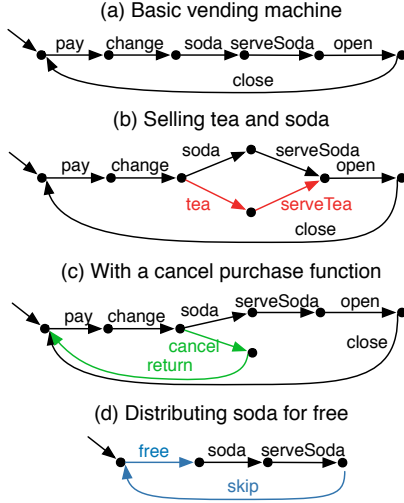 (a) Basic vending machine
pay change soda serveSoda open
close
(b) Selling tea and soda
soda serveSoda
pay change open
tea serveTea
close
(c) With a cancel purchase function
serveSoda open
pay change soda
cancel close
return
(d) Distributing soda for free
free soda serveSoda
skip